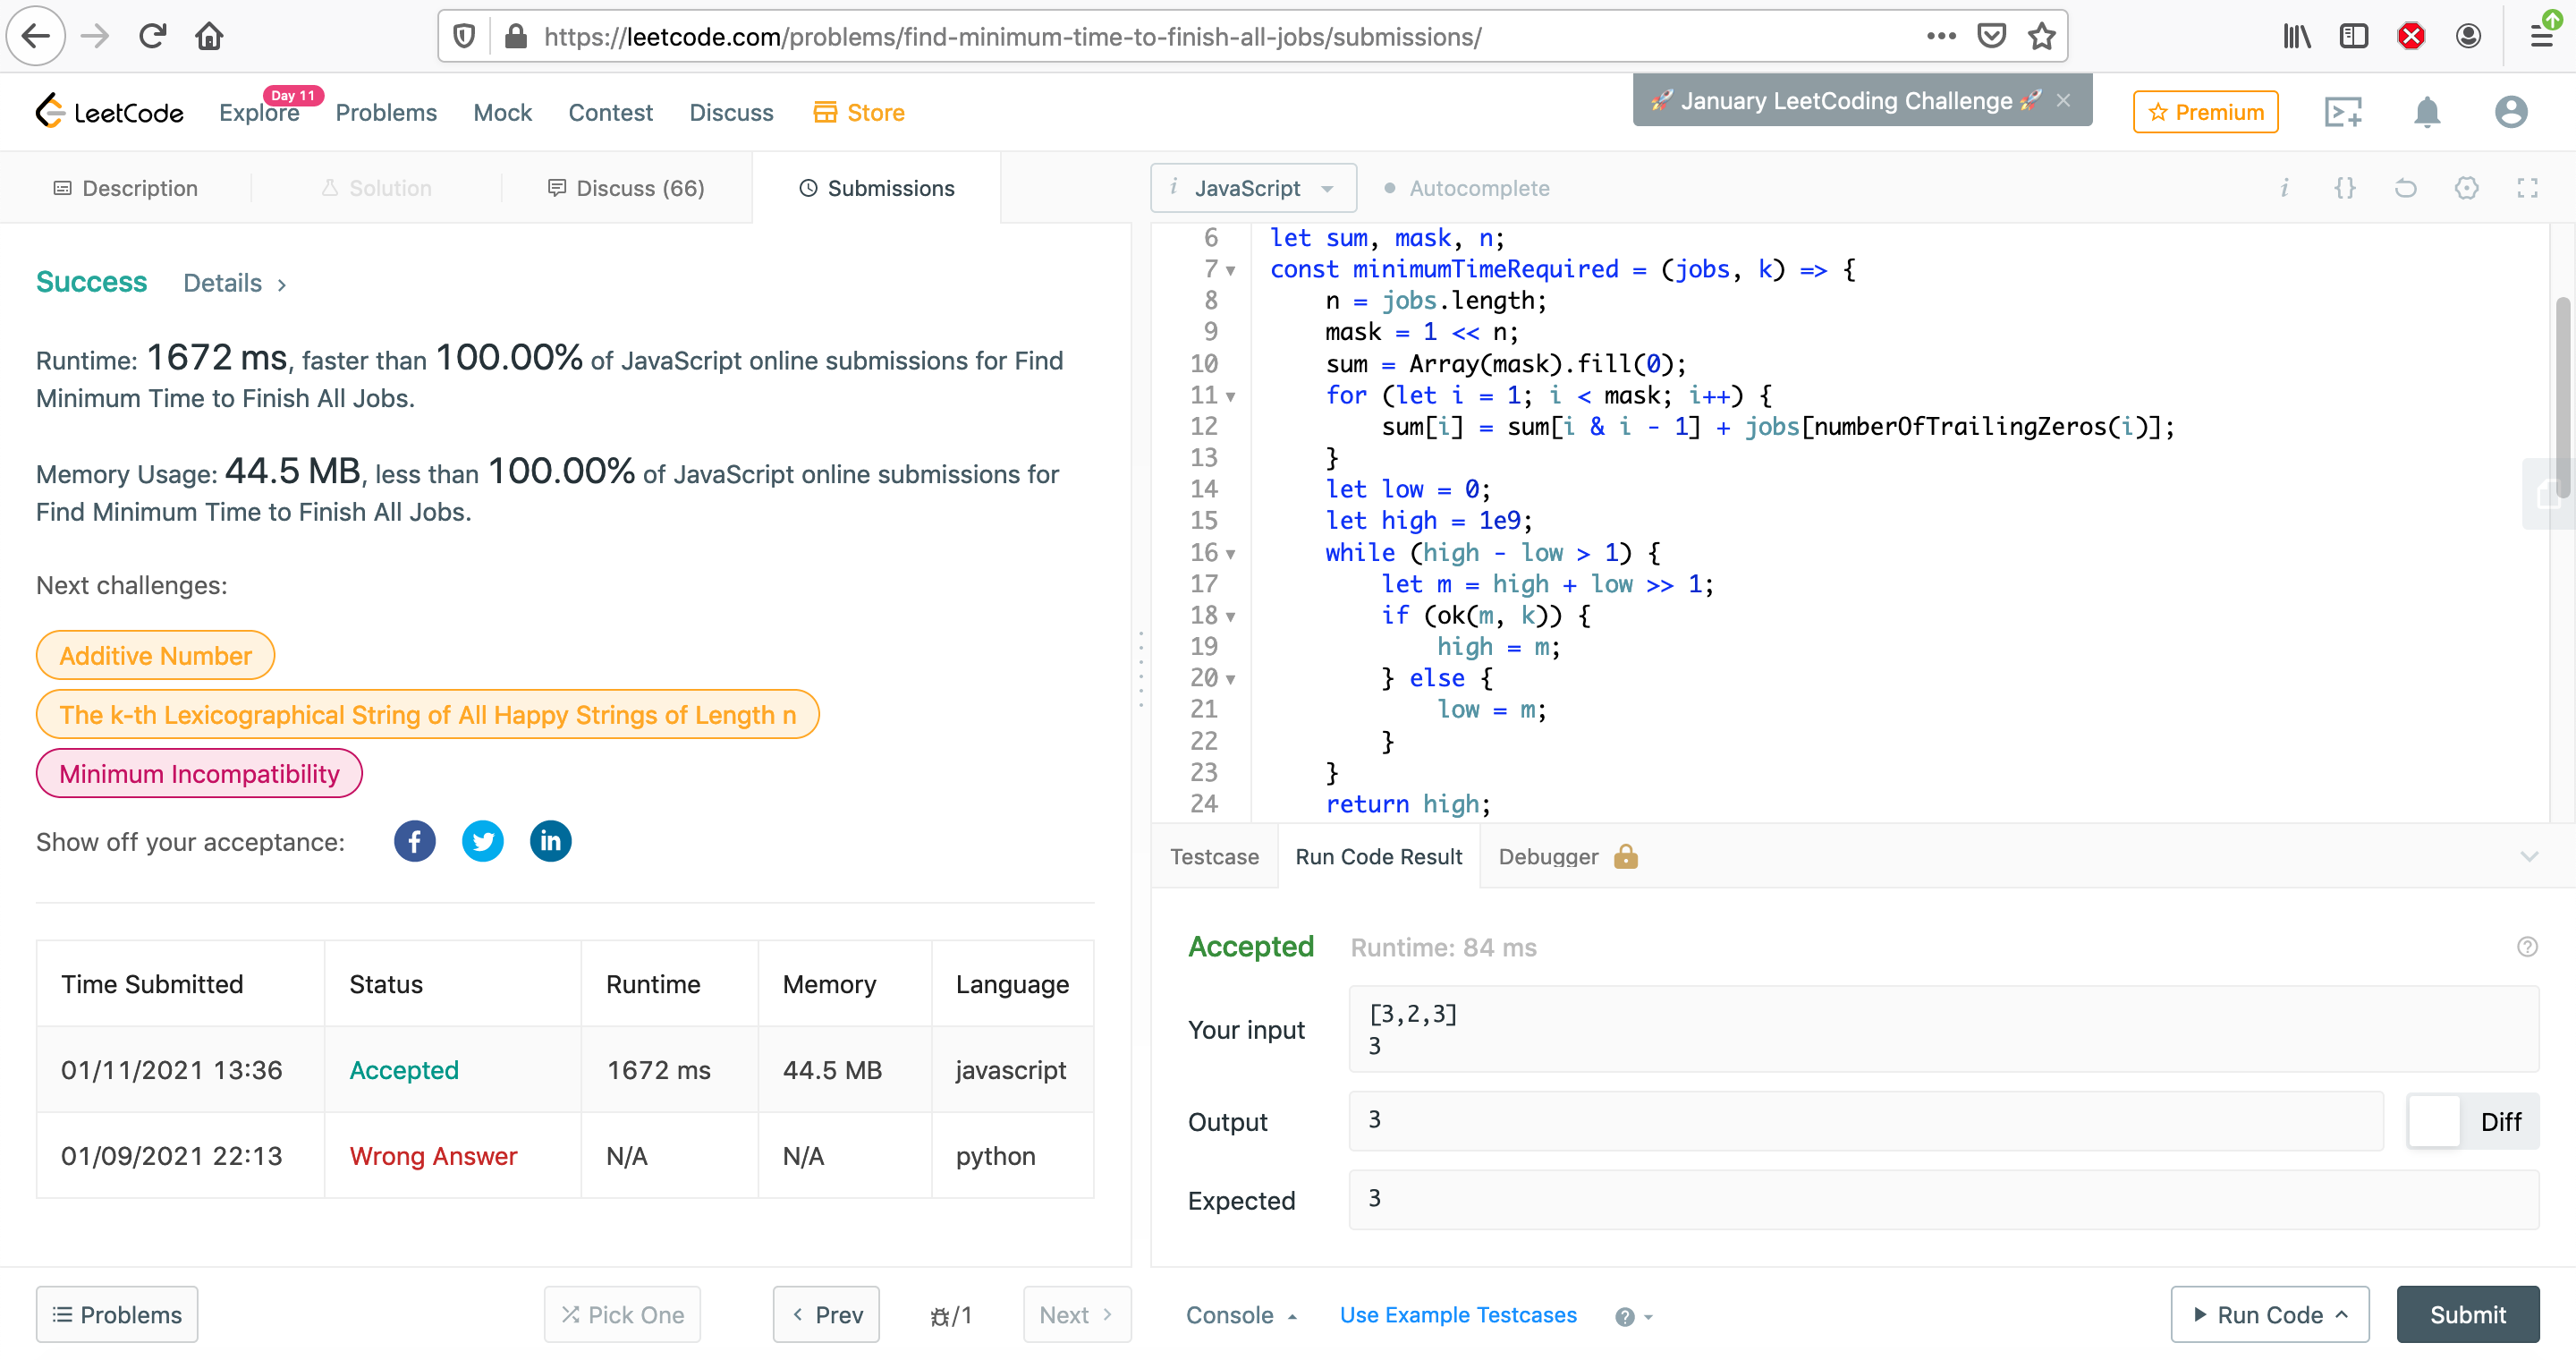 https://leetcode.com/problems/find-minimum-time-to-finish-all-jobs/submissions/
LeetCode
Explore
Day 11
Problems
Mock
Contest
Discuss
Store
🚀 January LeetCoding Challenge 🚀 ×
Premium
Description
Solution
Discuss (66)
Submissions
Success
Details >
Runtime: 1672 ms, faster than 100.00% of JavaScript online submissions for Find
Minimum Time to Finish All Jobs.
Memory Usage: 44.5 MB, less than 100.00% of JavaScript online submissions for
Find Minimum Time to Finish All Jobs.
Next challenges:
Additive Number
The k-th Lexicographical String of All Happy Strings of Length n
Minimum Incompatibility
Show off your acceptance:
Time Submitted Status Runtime Memory Language
01/11/2021 13:36 Accepted 1672 ms 44.5 MB javascript
01/09/2021 22:13 Wrong Answer N/A N/A python
Problems
Pick One
< Prev
/1
Next >
i JavaScript
Autocomplete
i {}
6 let sum, mask, n;
7 const minimumTimeRequired = (jobs, k) => {
8 n = jobs.length;
9 mask = 1 << n;
10 sum = Array(mask).fill(0);
11 for (let i = 1; i < mask; i++) {
12 sum[i] = sum[i & i - 1] + jobs[numberOfTrailingZeros(i)];
13 }
14 let low = 0;
15 let high = 1e9;
16 while (high - low > 1) {
17 let m = high + low >> 1;
18 if (ok(m, k)) {
19 high = m;
20 } else {
21 low = m;
22 }
23 }
24 return high;
Testcase
Run Code Result
Debugger
Accepted
Runtime: 84 ms
Your input
[3,2,3]
3
Output
3
Diff
Expected
3
Console
Use Example Testcases
Run Code
Submit